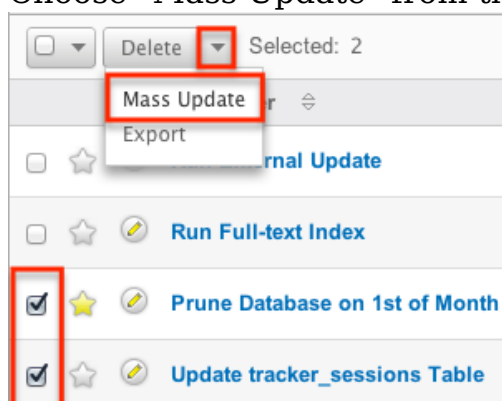 Delete Selected: 2
Mass Update
Export
Update
Run Full-text Index
Prune Database on 1st of Month
Update tracker_sessions Table